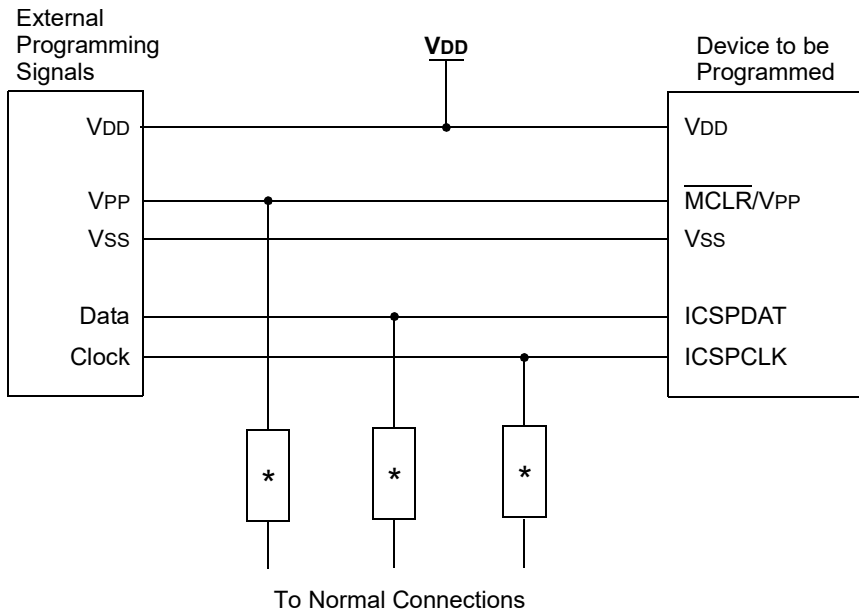 External
Programming
Signals
VDD
Device to be
Programmed
VDD
VDD
VPP
MCLR/VPP
VSS
VSS
Data
ICSPDAT
Clock
ICSPCLK
*
*
*
To Normal Connections